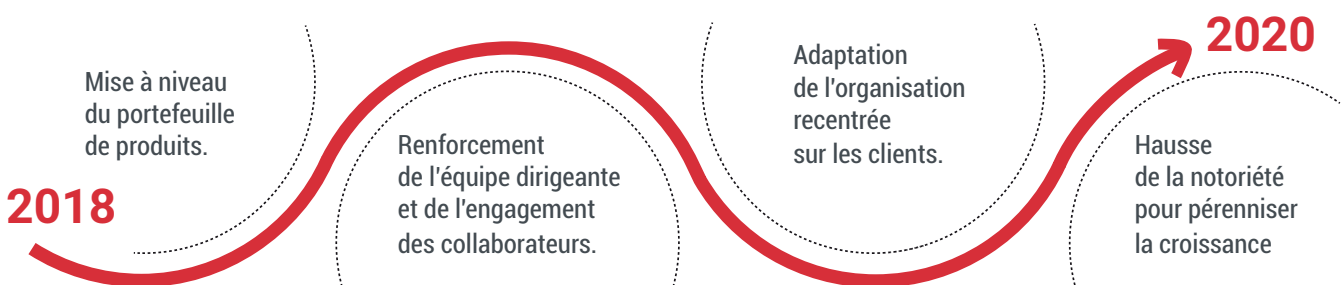 2018
Mise à niveau
du portefeuille
de produits.
Renforcement
de l'équipe dirigeante
et de l'engagement
des collaborateurs.
Adaptation
de l'organisation
recentrée
sur les clients.
2020
Hausse
de la notoriété
pour pérenniser
la croissance